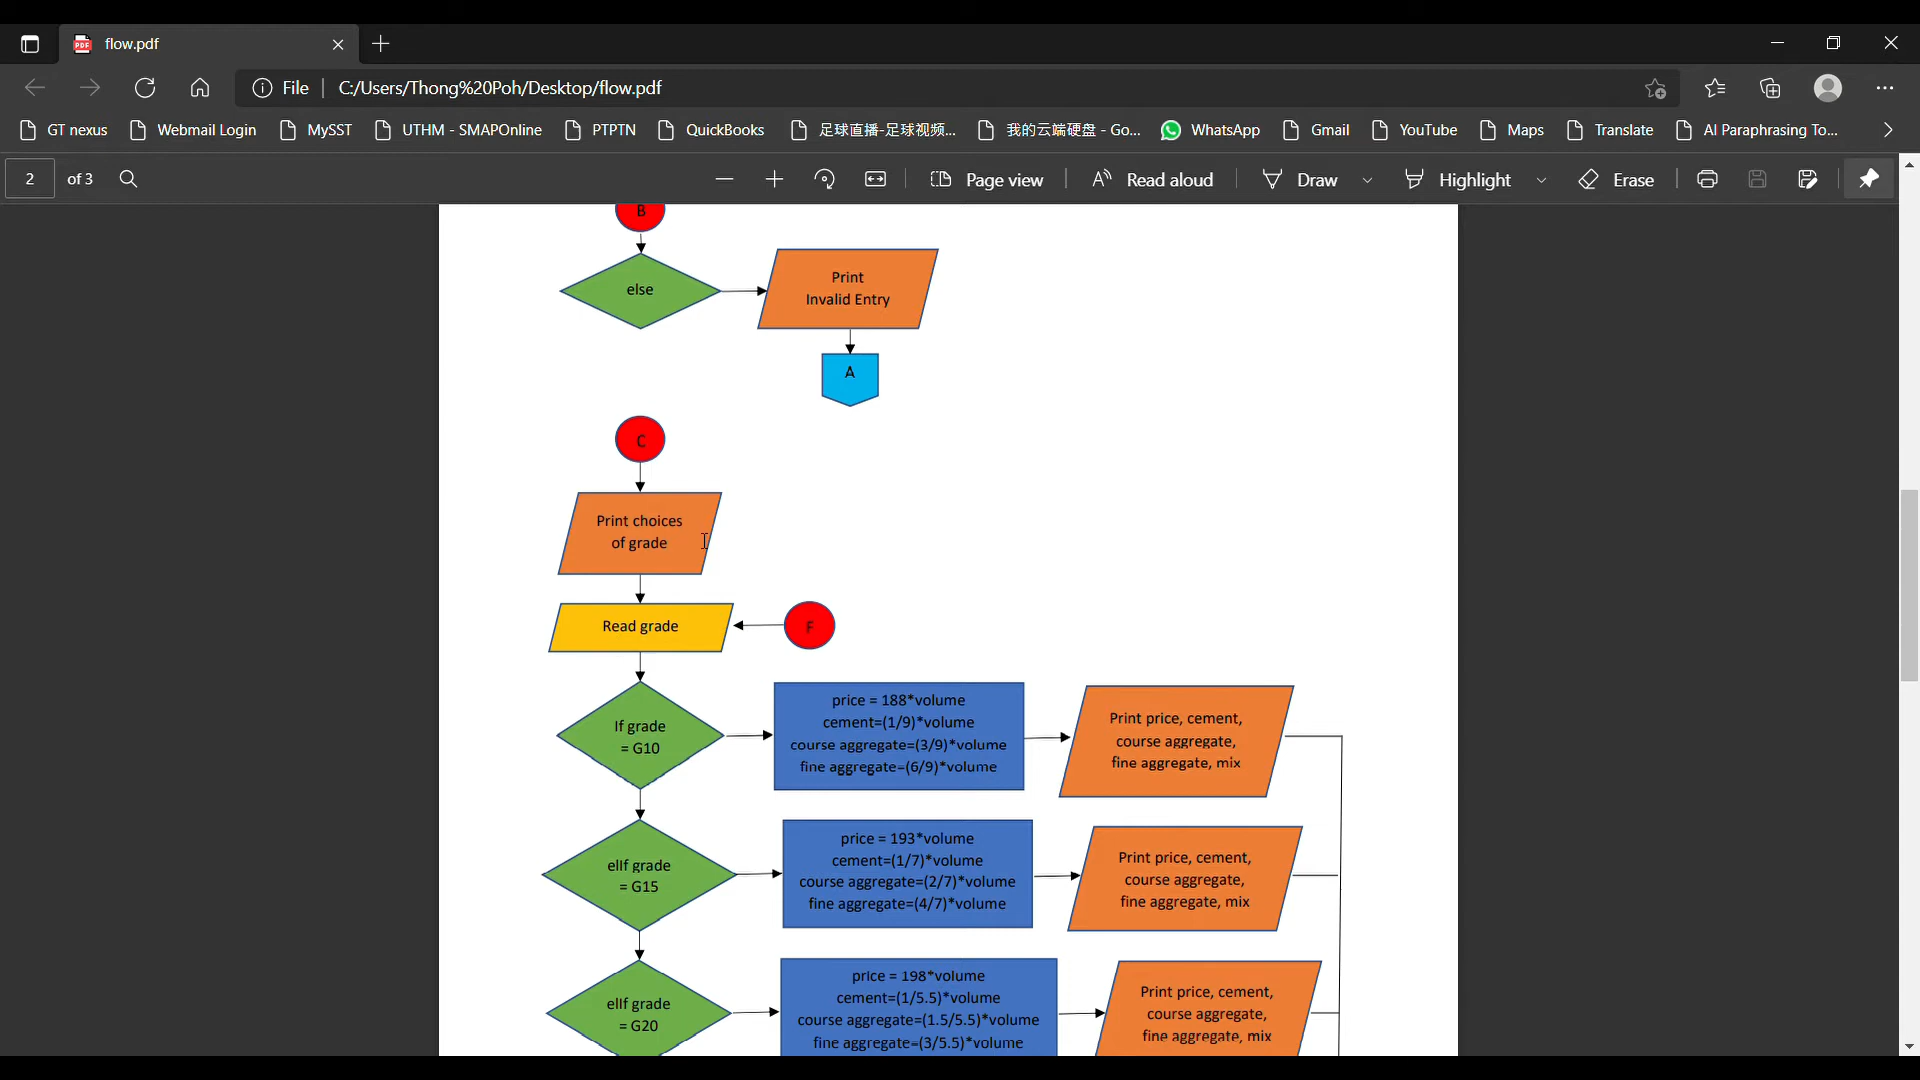 flow.pdf
File
C:/Users/Thong%20Poh/Desktop/flow.pdf
GT nexus
Webmail Login
MySST
UTHM - SMAPOnline
PTPTN
QuickBooks
足球直播-足球视频...
我的云端硬盘 - Go...
WhatsApp
Gmail
YouTube
Maps
Translate
AI Paraphrasing To...
2
of 3
Page view
Read aloud
Draw
Highlight
Erase
B
else
Print
Invalid Entry
A
C
Print choices
of grade
Read grade
F
If grade
= G10
price = 188*volume
cement=(1/9)*volume
course aggregate=(3/9)*volume
fine aggregate=(6/9)*volume
Print price, cement,
course aggregate,
fine aggregate, mix
elIf grade
= G15
price = 193*volume
cement=(1/7)*volume
course aggregate=(2/7)*volume
fine aggregate=(4/7)*volume
Print price, cement,
course aggregate,
fine aggregate, mix
elIf grade
= G20
price = 198*volume
cement=(1/5.5)*volume
course aggregate=(1.5/5.5)*volume
fine aggregate=(3/5.5)*volume
Print price, cement,
course aggregate,
fine aggregate, mix